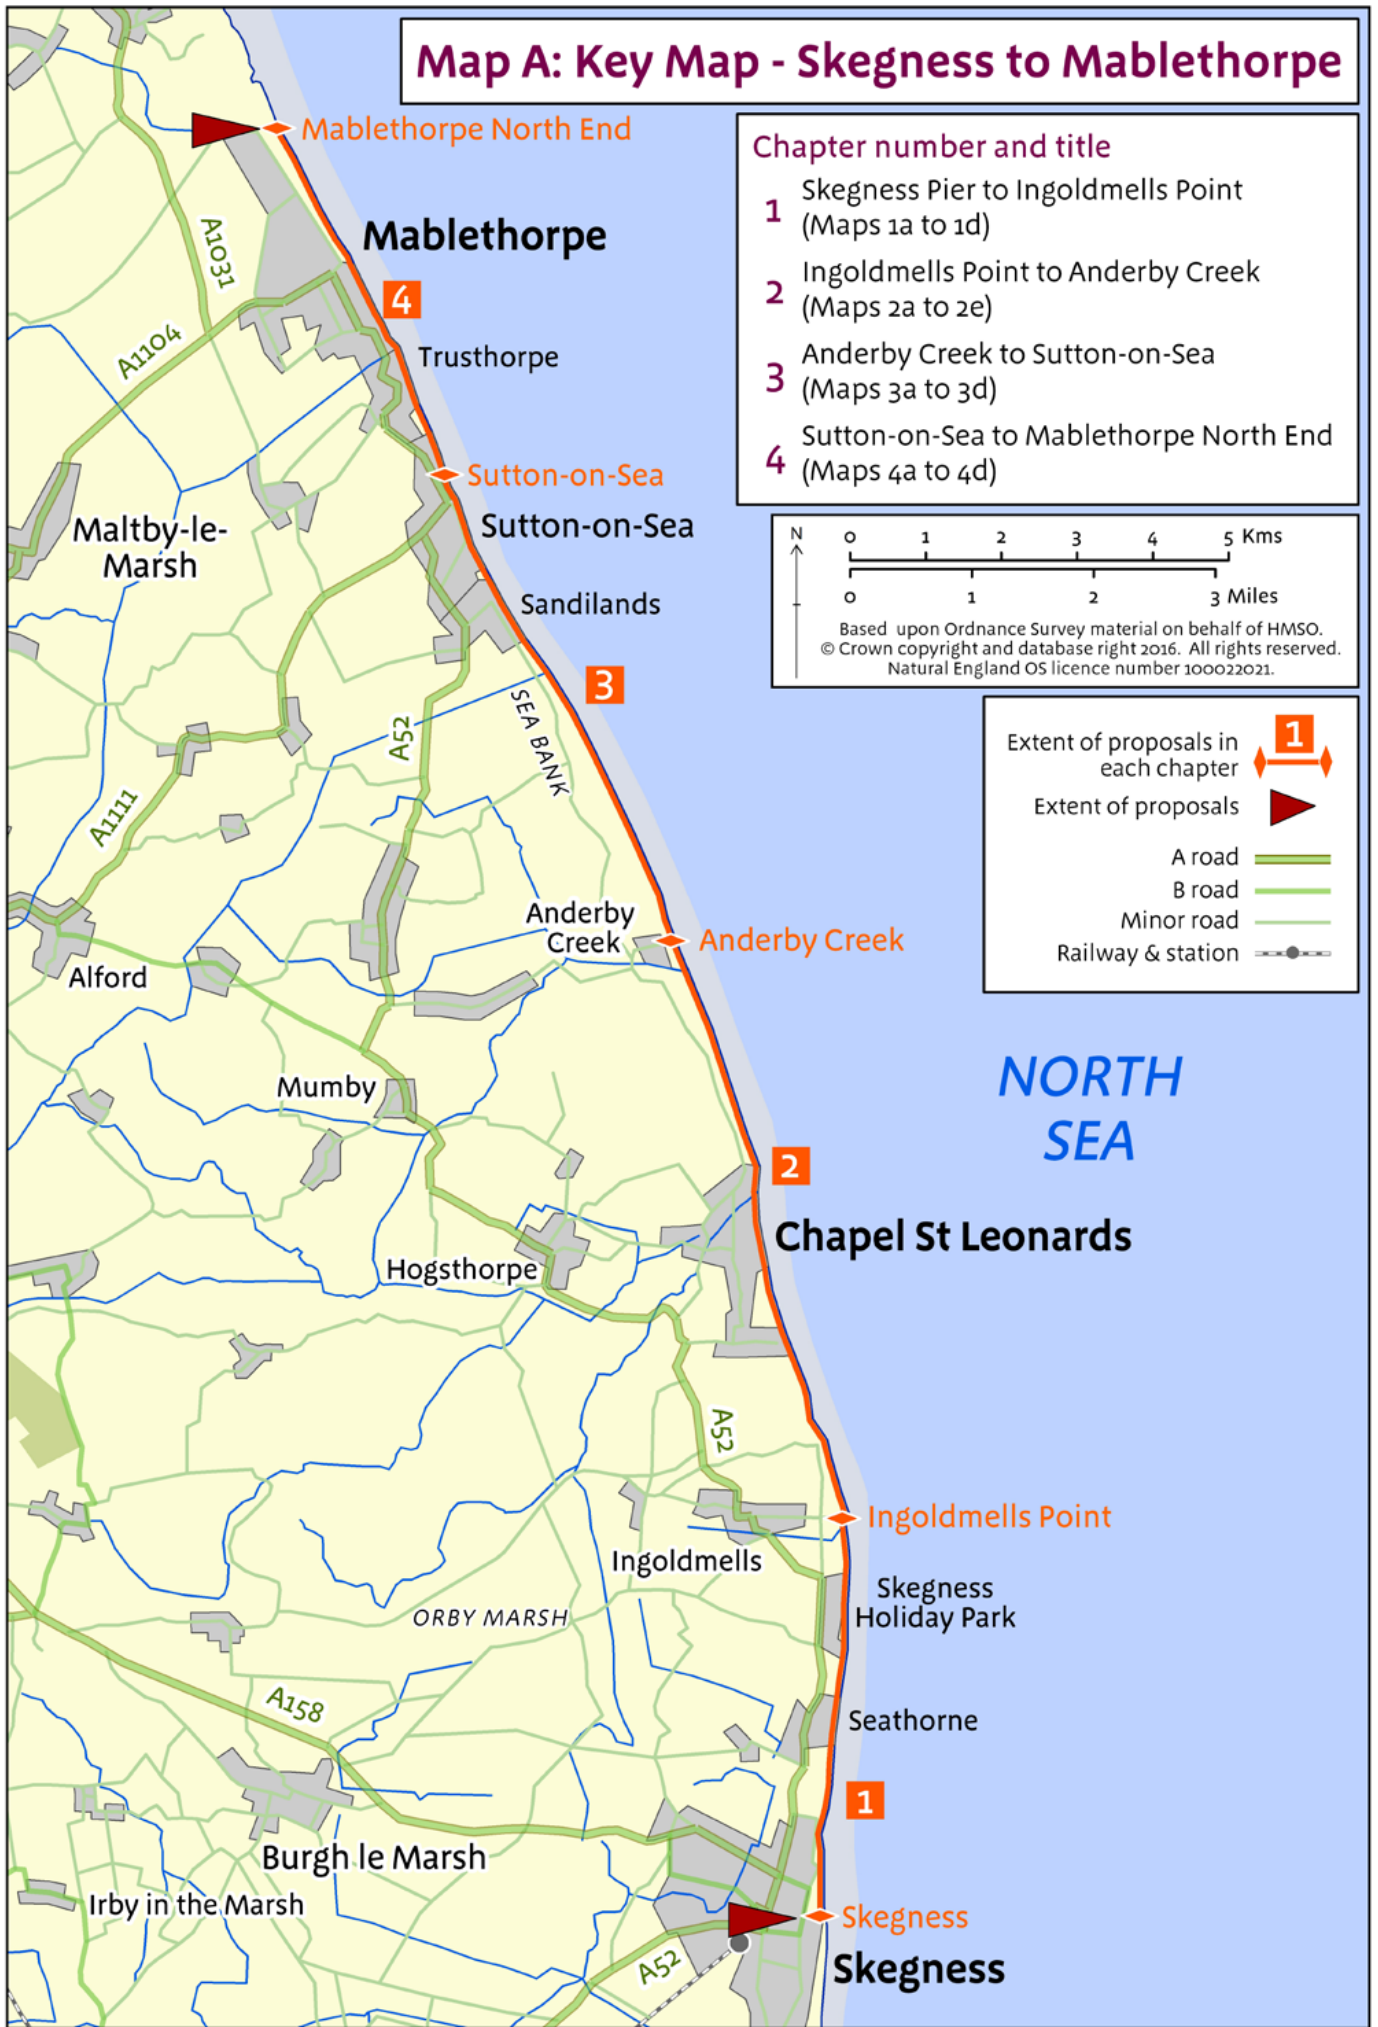 Map A: Key Map - Skegness to Mablethorpe
Chapter number and title
1
Skegness Pier to Ingoldmells Point
(Maps 1a to 1d)
2
Ingoldmells Point to Anderby Creek
(Maps 2a to 2e)
3
Anderby Creek to Sutton-on-Sea
(Maps 3a to 3d)
4
Sutton-on-Sea to Mablethorpe North End
(Maps 4a to 4d)
N
0 1 2 3 4 5 Kms
0 1 2 3 Miles
Based upon Ordnance Survey material on behalf of HMSO.
© Crown copyright and database right 2016. All rights reserved.
Natural England OS licence number 100022021.
1
Extent of proposals in
each chapter
Extent of proposals
A road
B road
Minor road
Railway & station
Mablethorpe North End
Mablethorpe
A1031
4
A1104
Trusthorpe
Sutton-on-Sea
Sutton-on-Sea
Maltby-le-
Marsh
Sandilands
3
SEA BANK
A52
A1111
Anderby
Creek
Anderby Creek
Alford
NORTH
SEA
Mumby
2
Chapel St Leonards
Hogsthorpe
A52
Ingoldmells Point
Ingoldmells
Skegness
Holiday Park
ORBY MARSH
A158
Seathorne
1
Burgh le Marsh
Irby in the Marsh
Skegness
A52
Skegness